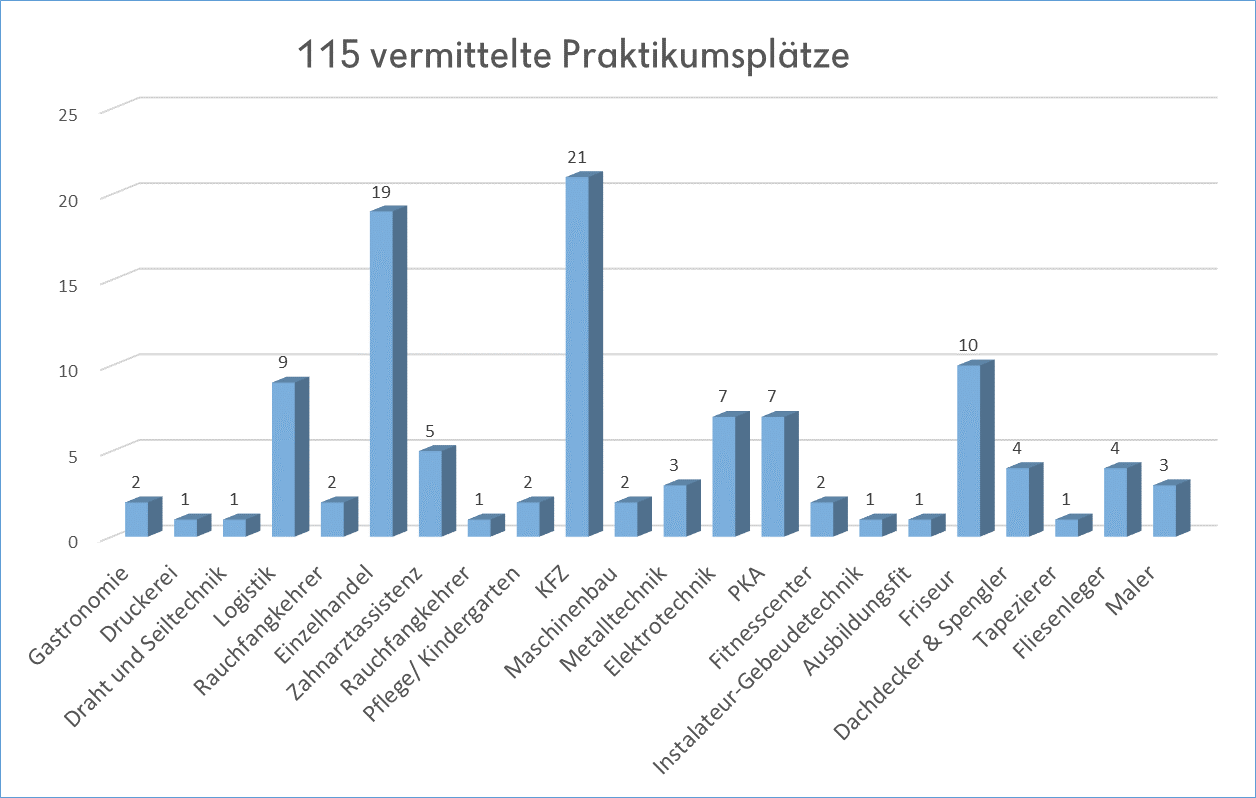 115 vermittelte Praktikumsplätze
25
20
15
10
5
0
2
1
1
9
2
19
5
1
2
21
2
3
7
7
2
1
1
10
4
1
4
3
Gastronomie
Druckerei
Draht und Seiltechnik
Logistik
Rauchfangkehrer
Einzelhandel
Zahnarztassistenz
Rauchfangkehrer
Pflege/ Kindergarten
KFZ
Maschinenbau
Metalltechnik
Elektrotechnik
PKA
Fitnesscenter
Instalateur-Gebeudetechnik
Ausbildungsfit
Friseur
Dachdecker & Spengler
Tapezierer
Fliesenleger
Maler